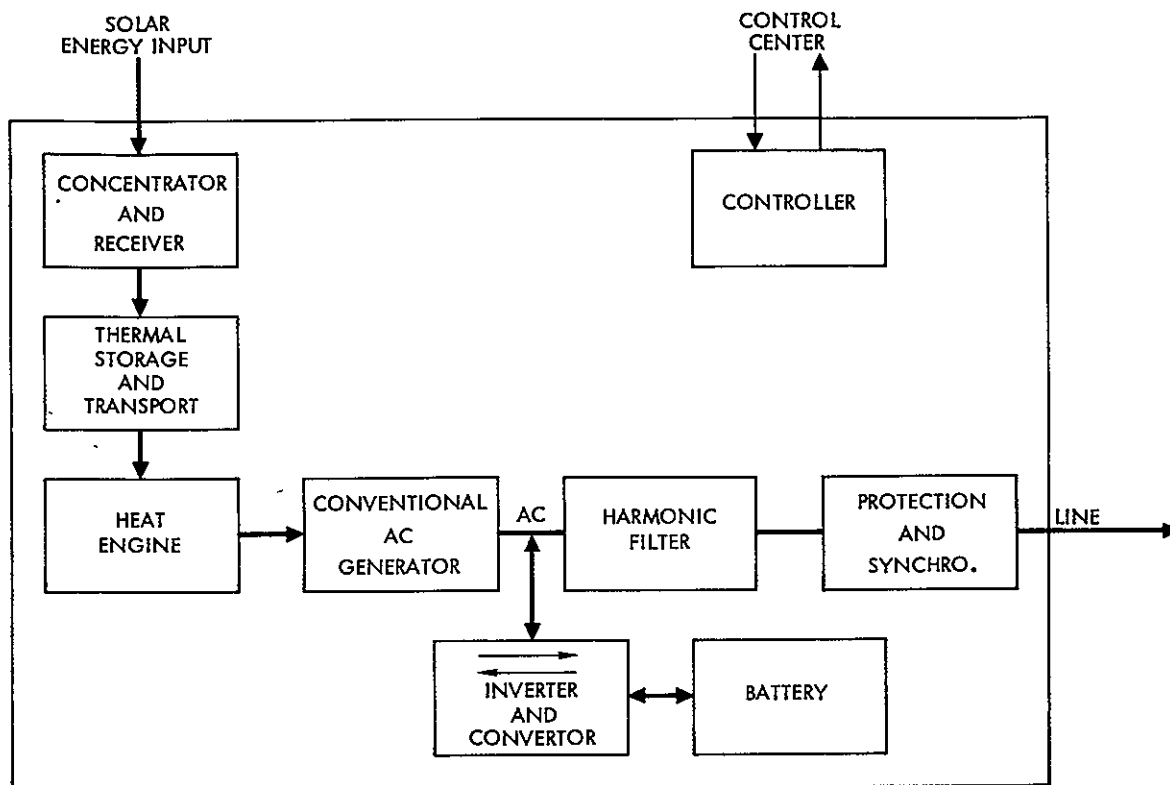 SOLAR
ENERGY INPUT
CONTROL
CENTER
CONCENTRATOR
AND
RECEIVER
CONTROLLER
THERMAL
STORAGE
AND
TRANSPORT
HEAT
ENGINE
CONVENTIONAL
AC
GENERATOR
AC
HARMONIC
FILTER
PROTECTION
AND
SYNCHRO.
LINE
INVERTER
AND
CONVERTOR
BATTERY